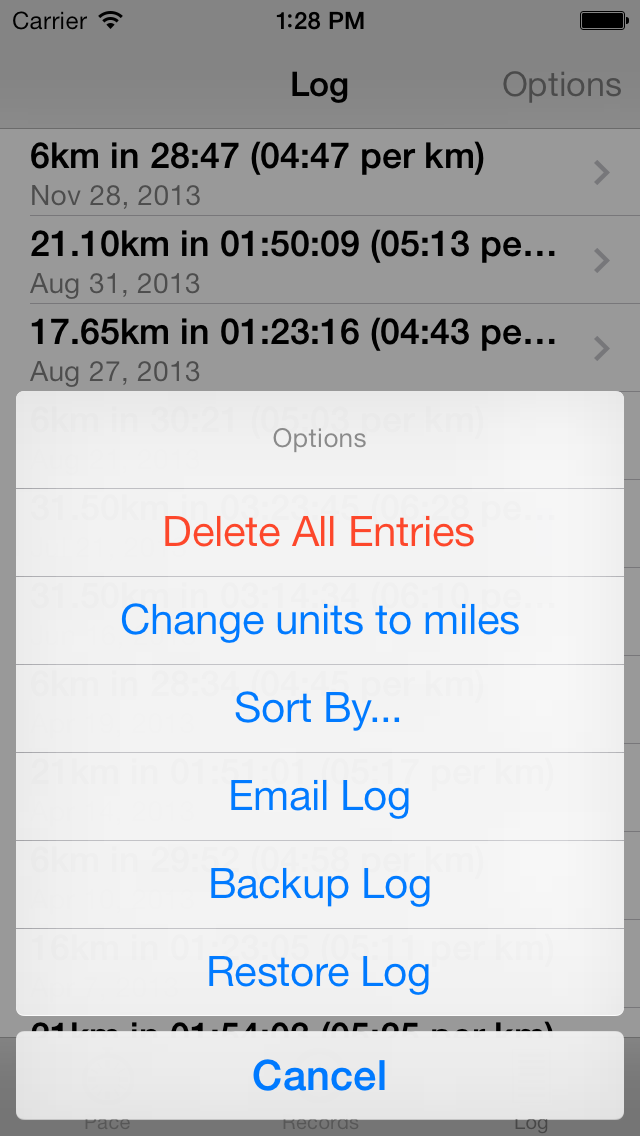 Carrier 1:28 PM
Log Options
6km in 28:47 (04:47 per km)
Nov 28, 2013
21.10km in 01:50:09 (05:13 pe...
Aug 31, 2013
17.65km in 01:23:16 (04:43 pe...
Aug 27, 2013
6km in 30:21 (05:03 per km)
Options
31.50km in 03:23:45 (06:28 pe...
Delete All Entries
31.50km in 03:14:34 (06:10 pe...
Change units to miles
6km in 28:34 (04:45 per km)
Sort By...
21km in 01:51:01 (05:17 per km)
Email Log
6km in 29:52 (04:58 per km)
Backup Log
16km in 01:23:05 (05:11 per km)
Restore Log
21km in 01:54:03 (05:25 per km)
Cancel
Pace Records Log